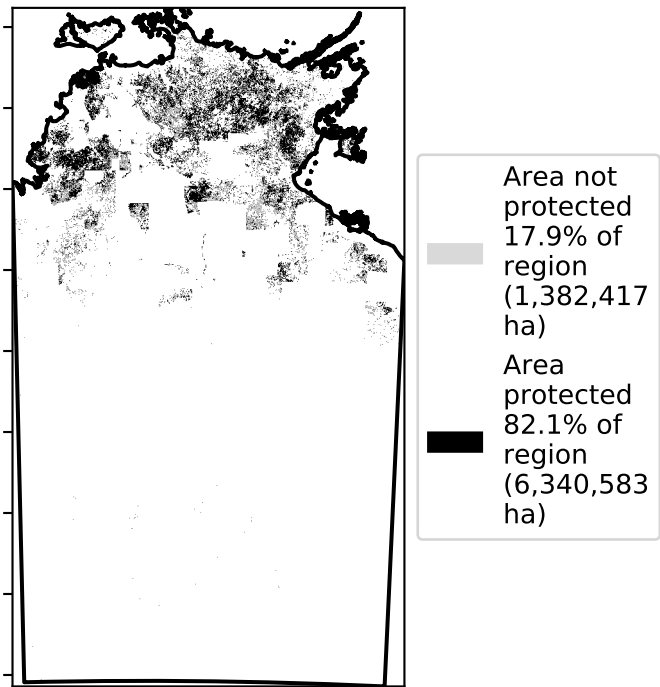 Area not
protected
17.9% of
region
(1,382,417
ha)
Area
protected
82.1% of
region
(6,340,583
ha)